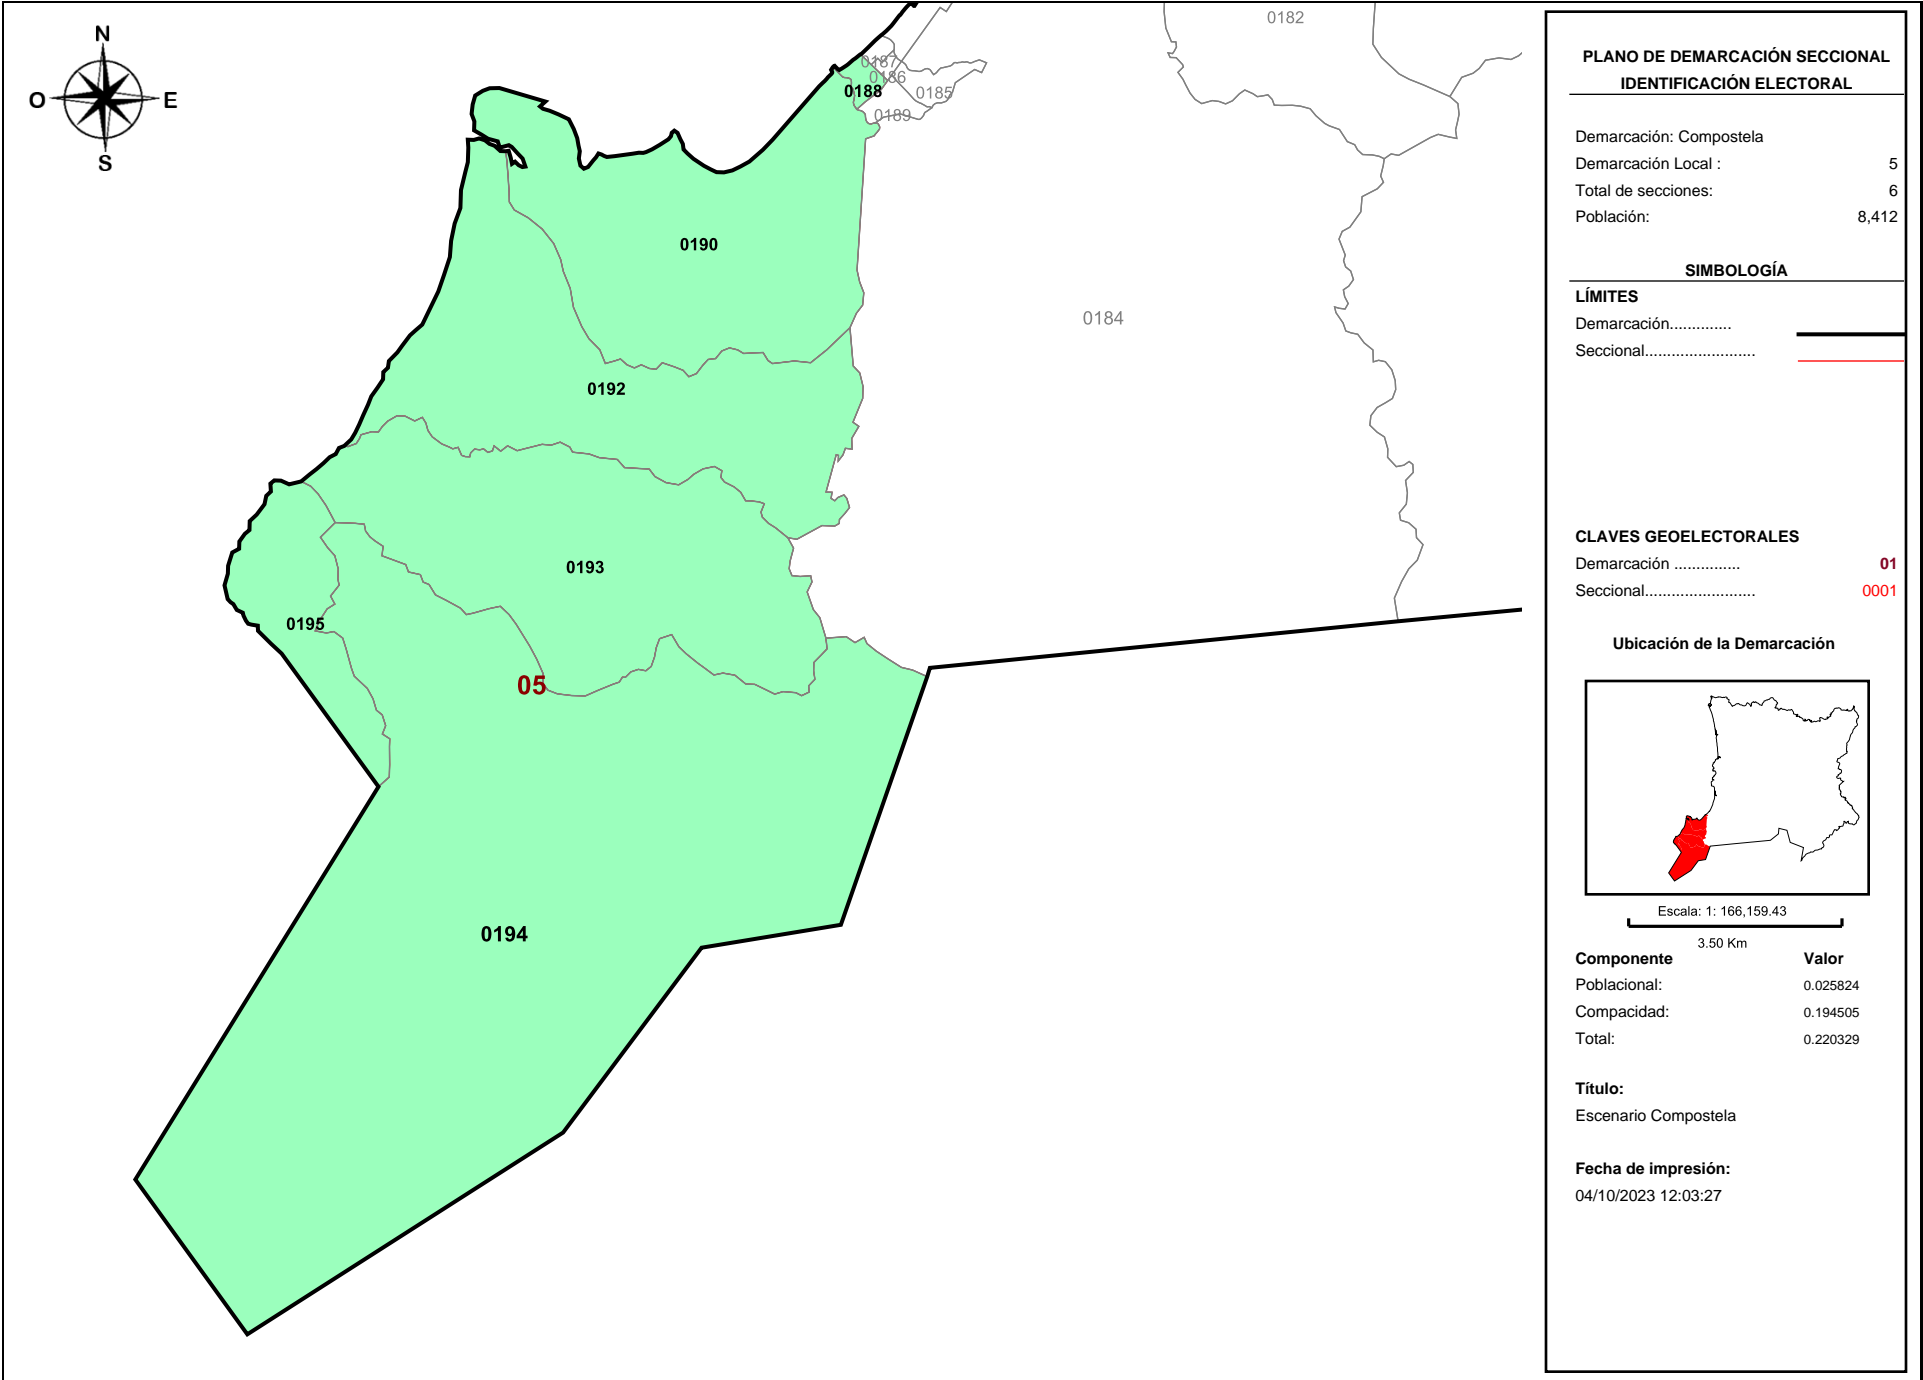 N
O
E
S
0182
0187
0186
0188
0185
0189
0190
0184
0192
0193
0195
05
0194
PLANO DE DEMARCACIÓN SECCIONAL
IDENTIFICACIÓN ELECTORAL
Demarcación: Compostela
Demarcación Local : 5
Total de secciones: 6
Población: 8,412
SIMBOLOGÍA
LÍMITES
Demarcación..............
Seccional.........................
CLAVES GEOELECTORALES
Demarcación ............... 01
Seccional......................... 0001
Ubicación de la Demarcación
Escala: 1: 166,159.43
3.50 Km
Componente Valor
Poblacional: 0.025824
Compacidad: 0.194505
Total: 0.220329
Título:
Escenario Compostela
Fecha de impresión:
04/10/2023 12:03:27